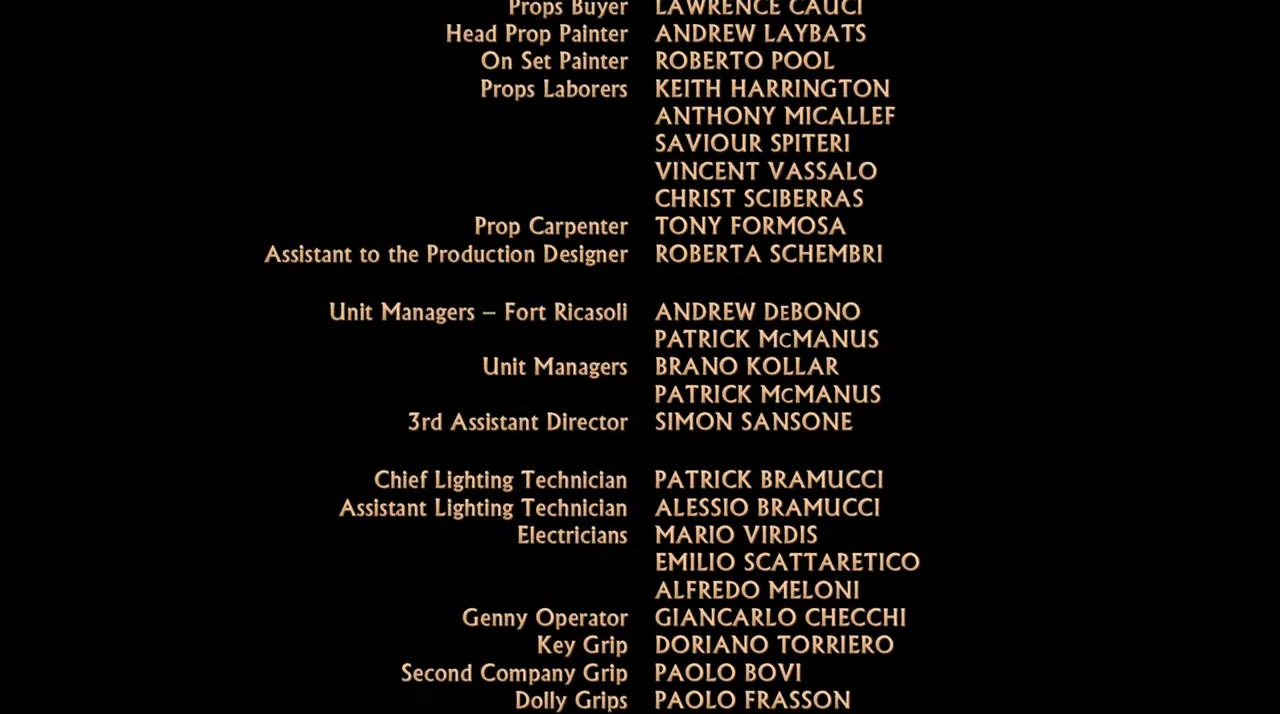 Props Buyer LAWRENCE CAUCI
Head Prop Painter ANDREW LAYBATS
On Set Painter ROBERTO POOL
Props Laborers KEITH HARRINGTON
ANTHONY MICALLEF
SAVIOUR SPITERI
VINCENT VASSALO
CHRIST SCIBERRAS
Prop Carpenter TONY FORMOSA
Assistant to the Production Designer ROBERTA SCHEMBRI
Unit Managers – Fort Ricasoli ANDREW DEBONO
PATRICK MCMANUS
Unit Managers BRANO KOLLAR
PATRICK MCMANUS
3rd Assistant Director SIMON SANSONE
Chief Lighting Technician PATRICK BRAMUCCI
Assistant Lighting Technician ALESSIO BRAMUCCI
Electricians MARIO VIRDIS
EMILIO SCATTARETICO
ALFREDO MELONI
Genny Operator GIANCARLO CHECCHI
Key Grip DORIANO TORRIERO
Second Company Grip PAOLO BOVI
Dolly Grips PAOLO FRASSON